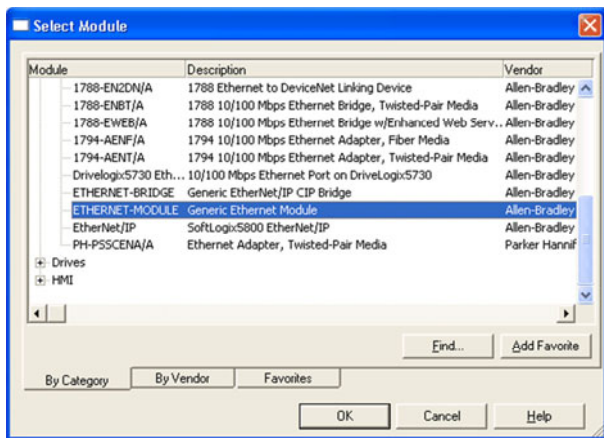 Select Module
Module Description Vendor
1788-EN2DN/A 1788 Ethernet to DeviceNet Linking Device Allen-Bradley
1788-ENBT/A 1788 10/100 Mbps Ethernet Bridge, Twisted-Pair Media Allen-Bradley
1788-EWEB/A 1788 10/100 Mbps Ethernet Bridge w/Enhanced Web Serv... Allen-Bradley
1794-AENF/A 1794 10/100 Mbps Ethernet Adapter, Fiber Media Allen-Bradley
1794-AENT/A 1794 10/100 Mbps Ethernet Adapter, Twisted-Pair Media Allen-Bradley
Drivelogix5730 Eth... 10/100 Mbps Ethernet Port on DriveLogix5730 Allen-Bradley
ETHERNET-BRIDGE Generic EtherNet/IP CIP Bridge Allen-Bradley
ETHERNET-MODULE Generic Ethernet Module Allen-Bradley
EtherNet/IP SoftLogix5800 EtherNet/IP Allen-Bradley
PH-PSSCENA/A Ethernet Adapter, Twisted-Pair Media Parker Hannif
Drives
HMI
Find... Add Favorite
By Category By Vendor Favorites
OK Cancel Help